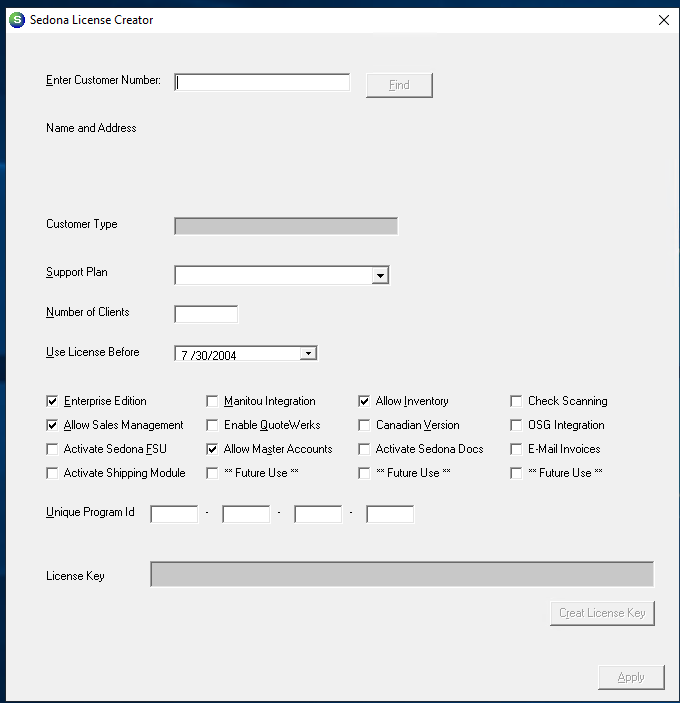 S Sedona License Creator
Enter Customer Number: Find
Name and Address
Customer Type
Support Plan
Number of Clients
Use License Before 7 /30/2004
Enterprise Edition Manitou Integration Allow Inventory Check Scanning
Allow Sales Management Enable QuoteWerks Canadian Version OSG Integration
Activate Sedona FSU Allow Master Accounts Activate Sedona Docs E-Mail Invoices
Activate Shipping Module ** Future Use ** ** Future Use ** ** Future Use **
Unique Program Id - - -
License Key
Creat License Key
Apply